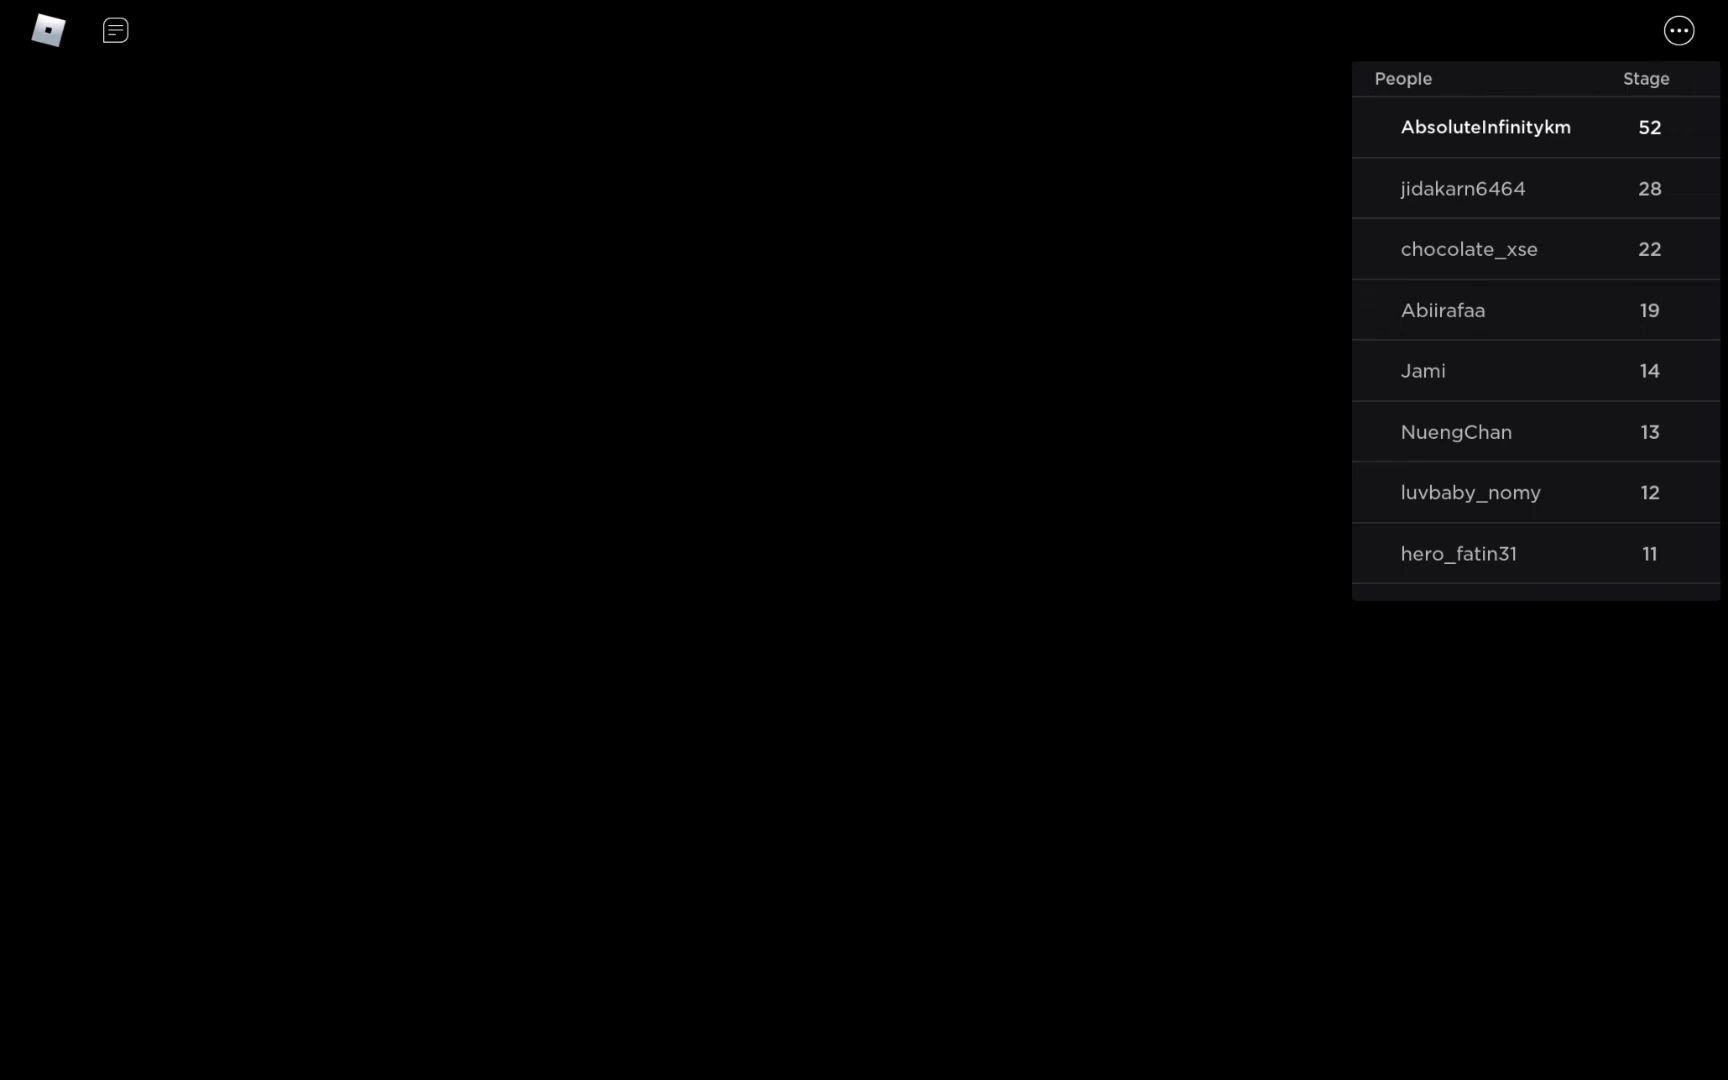 People Stage
AbsoluteInfinitykm 52
jidakarn6464 28
chocolate_xse 22
Abiirafaa 19
Jami 14
NuengChan 13
luvbaby_nomy 12
hero_fatin31 11